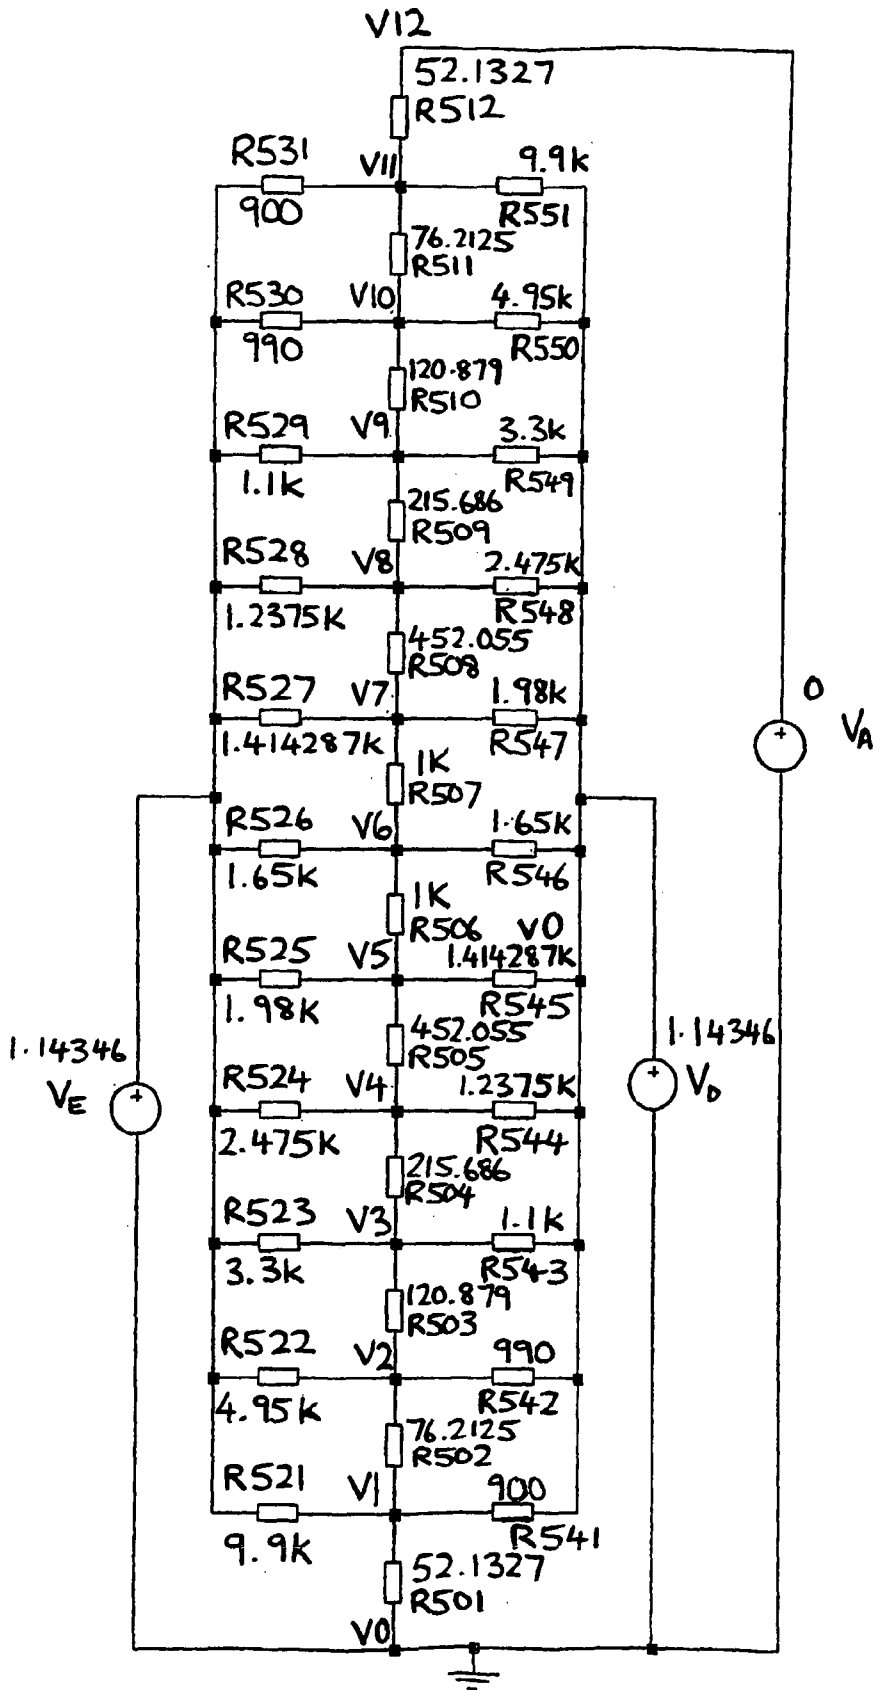 V12
52.1327
R512
R531
V11
9.9k
900
R551
76.2125
R511
R530
V10
4.95k
990
R550
120.879
R510
R529
V9
3.3k
1.1k
R549
215.686
R509
R528
V8
2.475k
1.2375k
R548
452.055
R508
R527
V7
1.98k
1.414287k
R547
0
VA
1K
R507
R526
V6
1.65k
1.65k
R546
1K
R506
V0
R525
V5
1.414287k
1.98k
R545
452.055
R505
1.14346
VE
1.14346
VD
R524
V4
1.2375k
2.475k
R544
215.686
R504
R523
V3
1.1k
3.3k
R543
120.879
R503
R522
V2
990
4.95k
R542
76.2125
R502
R521
V1
900
9.9k
R541
52.1327
R501
V0